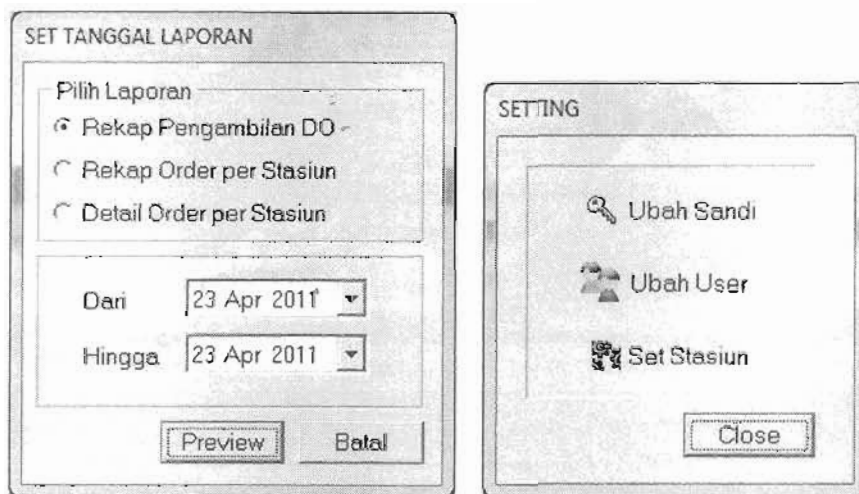 SET TANGGAL LAPORAN
Pilih Laporan
Rekap Pengambilan DO
Rekap Order per Stasiun
Detail Order per Stasiun
Dari 23 Apr 2011
Hingga 23 Apr 2011
Preview Batal
SETTING
Ubah Sandi
Ubah User
Set Stasiun
Close